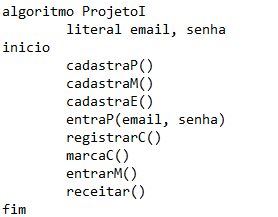 algoritmo ProjetoI
literal email, senha
inicio
cadastraP()
cadastraM()
cadastraE()
entraP(email, senha)
registrarC()
marcaC()
entrarM()
receitar()
fim